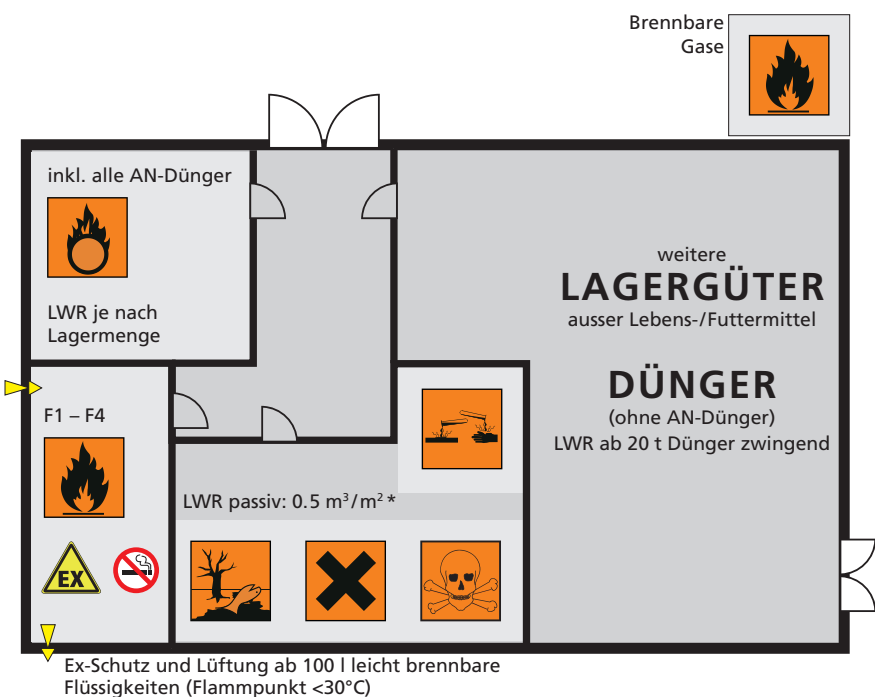 Brennbare
Gase
inkl. alle AN-Dünger
LWR je nach
Lagermenge
weitere
LAGERGÜTER
ausser Lebens-/Futtermittel
DÜNGER
(ohne AN-Dünger)
LWR ab 20 t Dünger zwingend
F1 – F4
EX
LWR passiv: 0.5 m³/m² *
Ex-Schutz und Lüftung ab 100 l leicht brennbare
Flüssigkeiten (Flammpunkt <30°C)